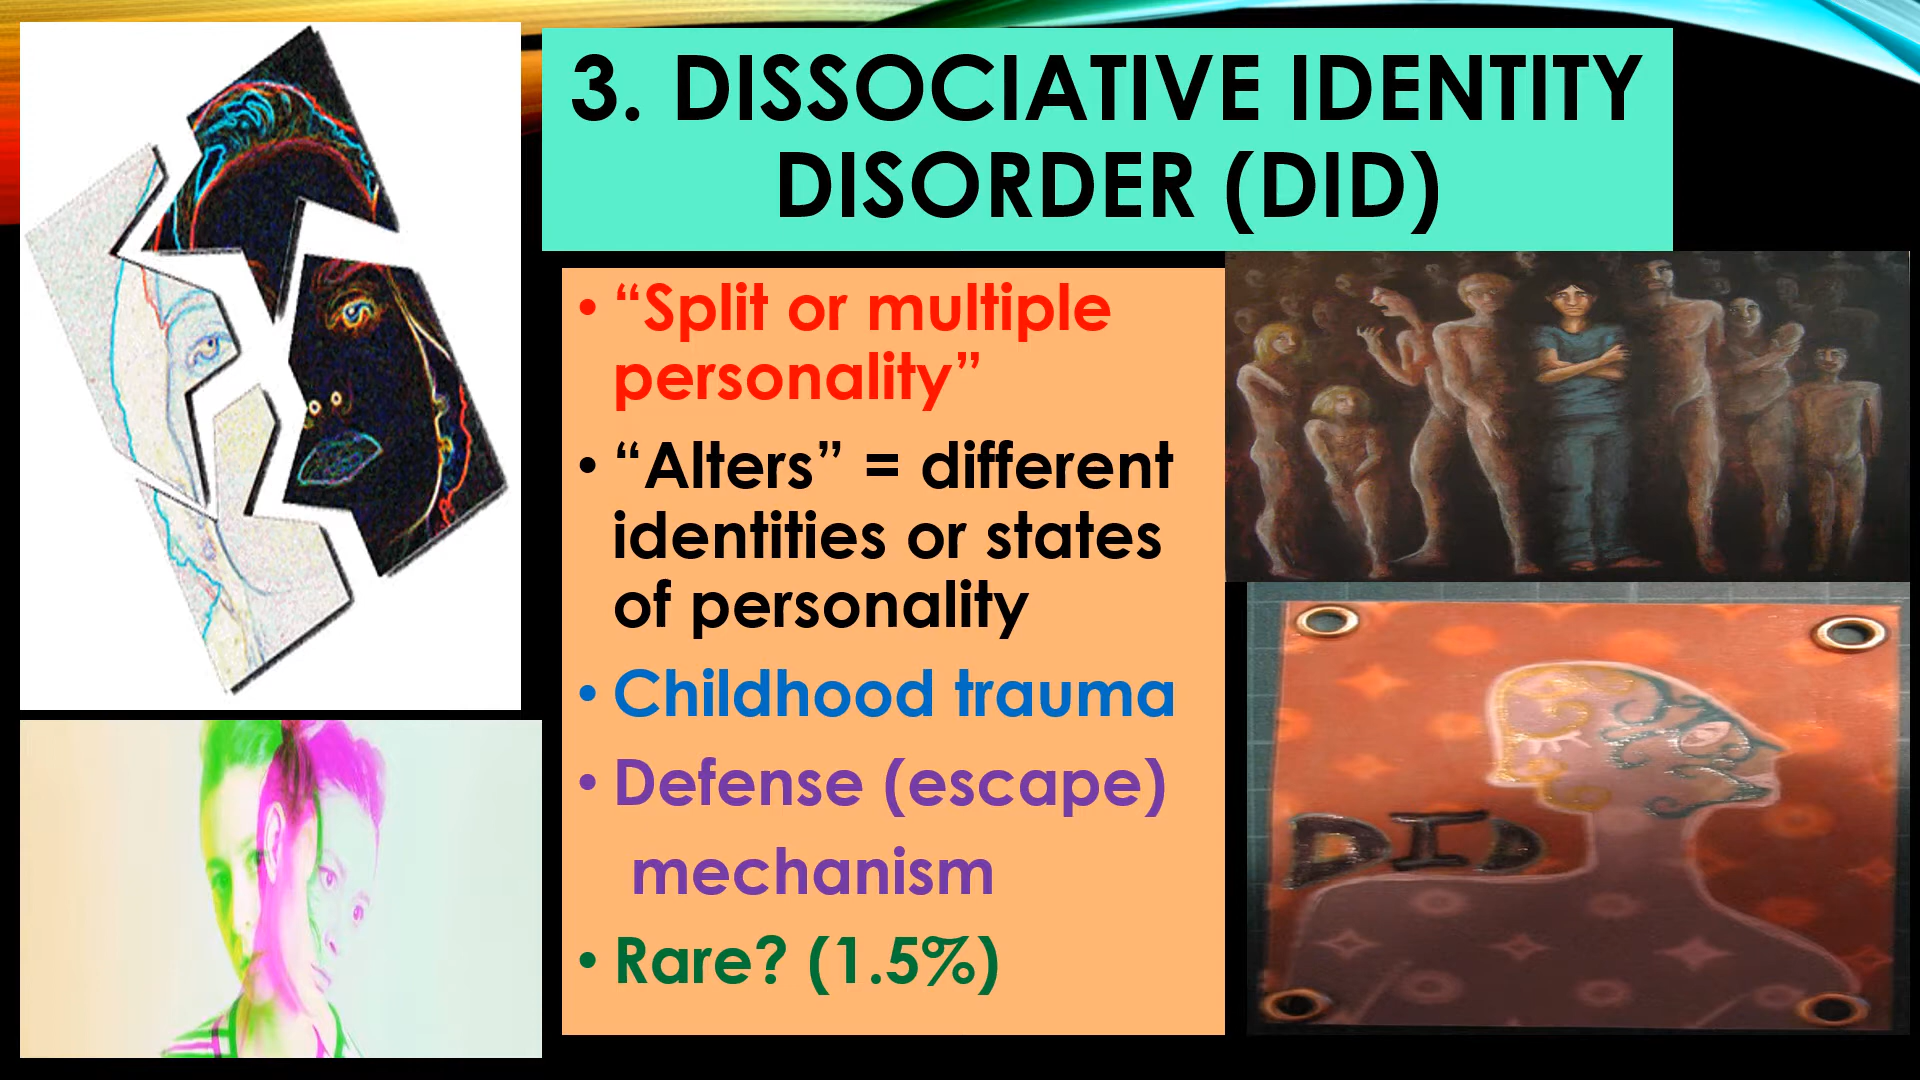 3. DISSOCIATIVE IDENTITY
DISORDER (DID)
• “Split or multiple
personality”
• “Alters” = different
identities or states
of personality
• Childhood trauma
• Defense (escape)
mechanism
• Rare? (1.5%)
DID